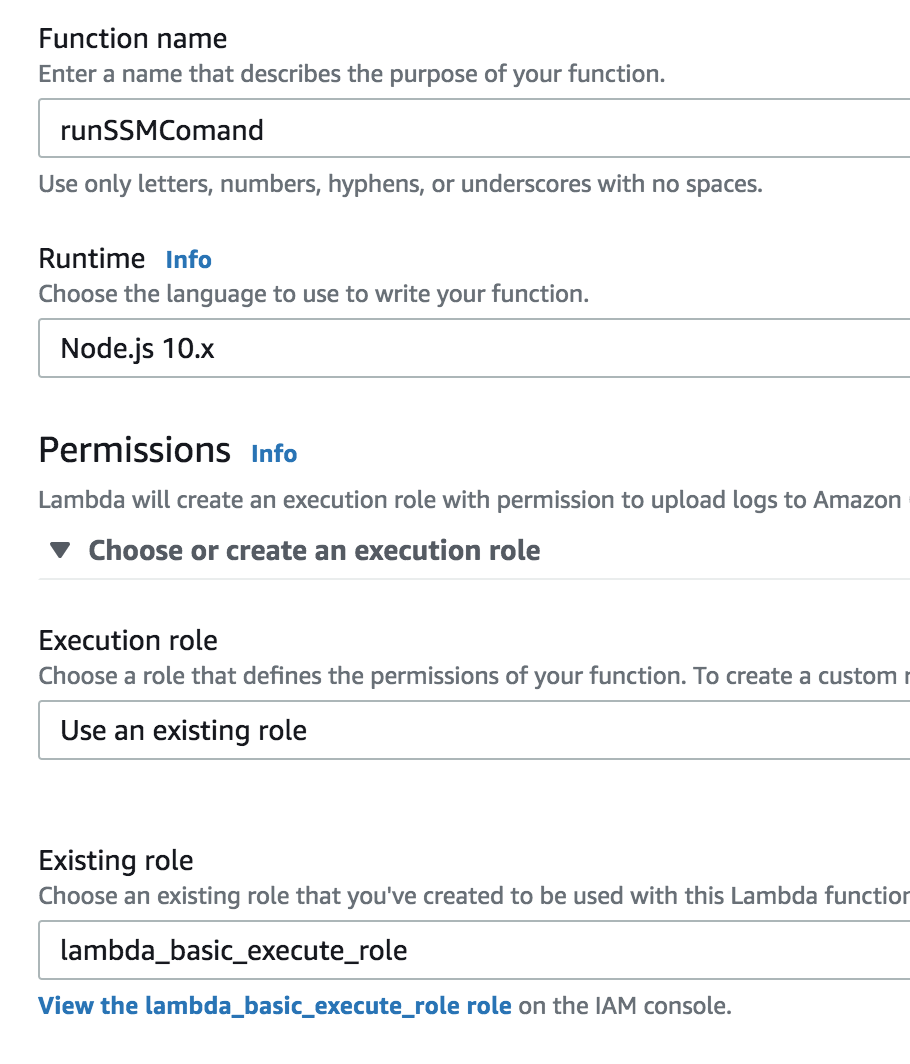 Function name
Enter a name that describes the purpose of your function.
runSSMComand
Use only letters, numbers, hyphens, or underscores with no spaces.
Runtime Info
Choose the language to use to write your function.
Node.js 10.x
Permissions Info
Lambda will create an execution role with permission to upload logs to Amazon
Choose or create an execution role
Execution role
Choose a role that defines the permissions of your function. To create a custom
Use an existing role
Existing role
Choose an existing role that you've created to be used with this Lambda function
lambda_basic_execute_role
View the lambda_basic_execute_role role on the IAM console.